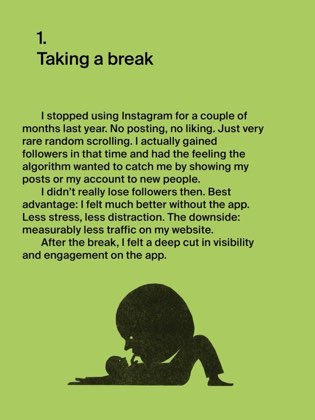 1.
Taking a break
I stopped using Instagram for a couple of
months last year. No posting, no liking. Just very
rare random scrolling. I actually gained
followers in that time and had the feeling the
algorithm wanted to catch me by showing my
posts or my account to new people.
I didn't really lose followers then. Best
advantage: I felt much better without the app.
Less stress, less distraction. The downside:
measurably less traffic on my website.
After the break, I felt a deep cut in visibility
and engagement on the app.